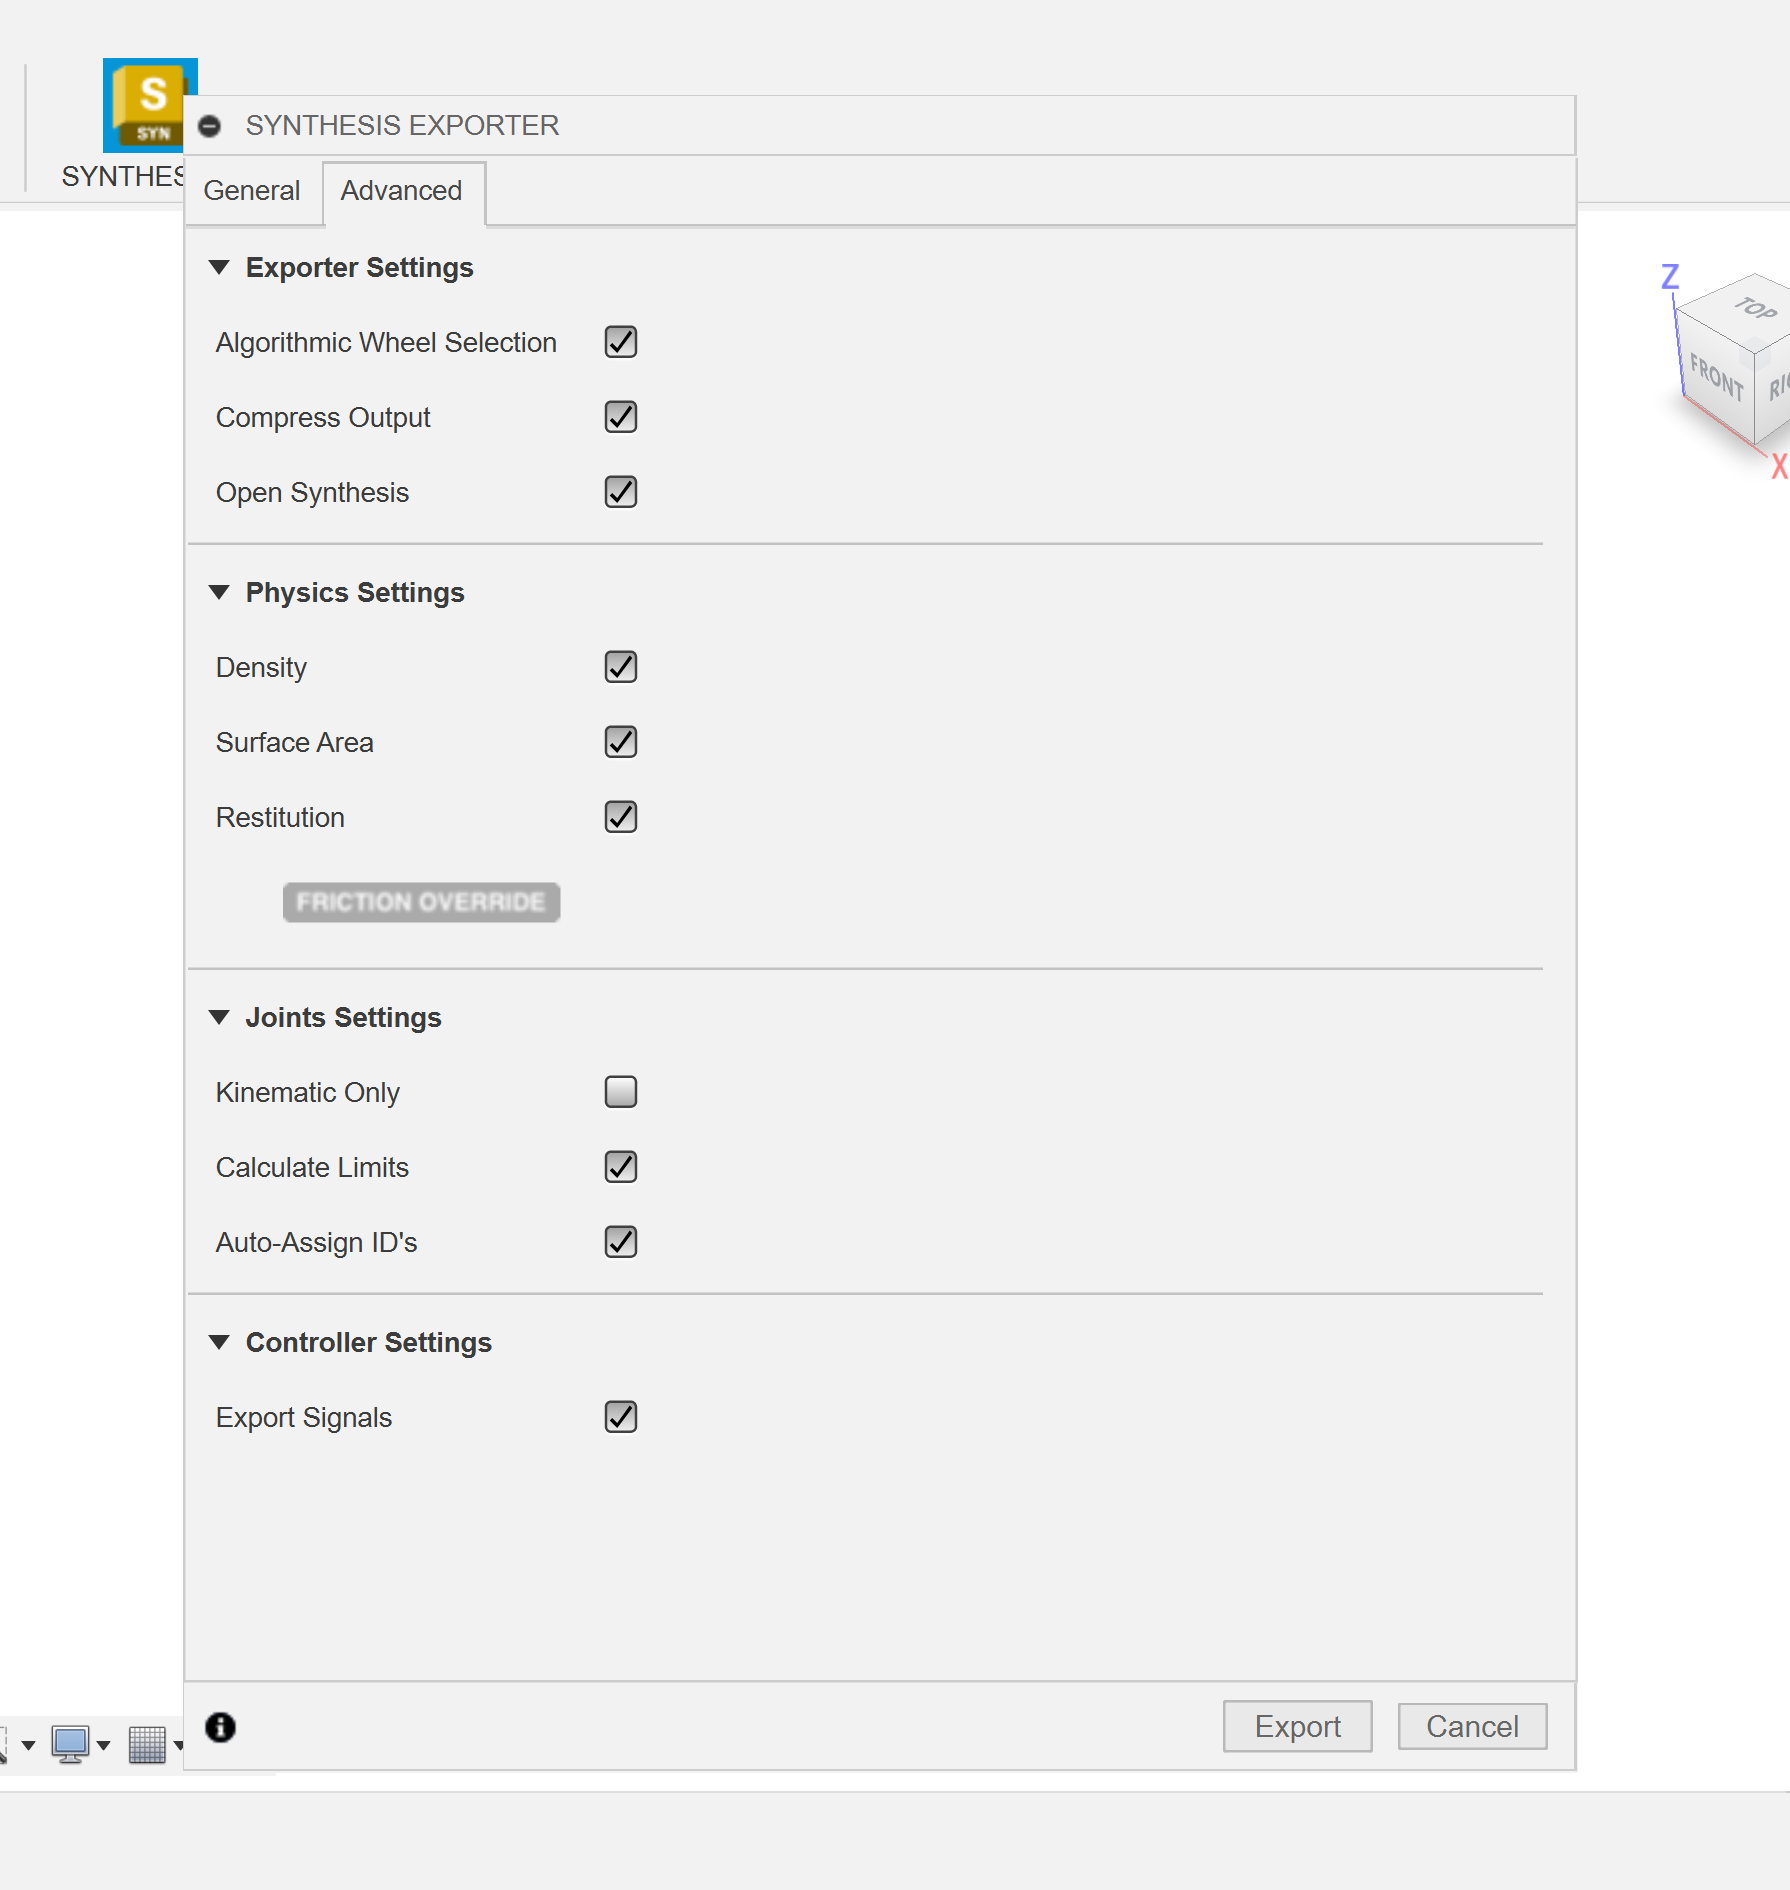 S
SYN
SYNTHES
SYNTHESIS EXPORTER
General
Advanced
Exporter Settings
Algorithmic Wheel Selection
Compress Output
Open Synthesis
Physics Settings
Density
Surface Area
Restitution
FRICTION OVERRIDE
Joints Settings
Kinematic Only
Calculate Limits
Auto-Assign ID's
Controller Settings
Export Signals
Export
Cancel
Z
TOP
FRONT
RIG
X